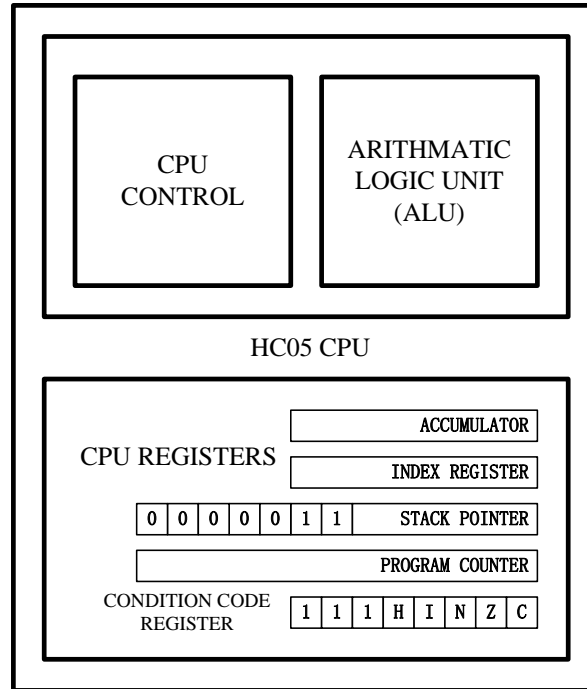 CPU
CONTROL
ARITHMATIC
LOGIC UNIT
(ALU)
HC05 CPU
CPU REGISTERS
ACCUMULATOR
INDEX REGISTER
0 0 0 0 0 1 1 STACK POINTER
PROGRAM COUNTER
CONDITION CODE
REGISTER
1 1 1 H I N Z C